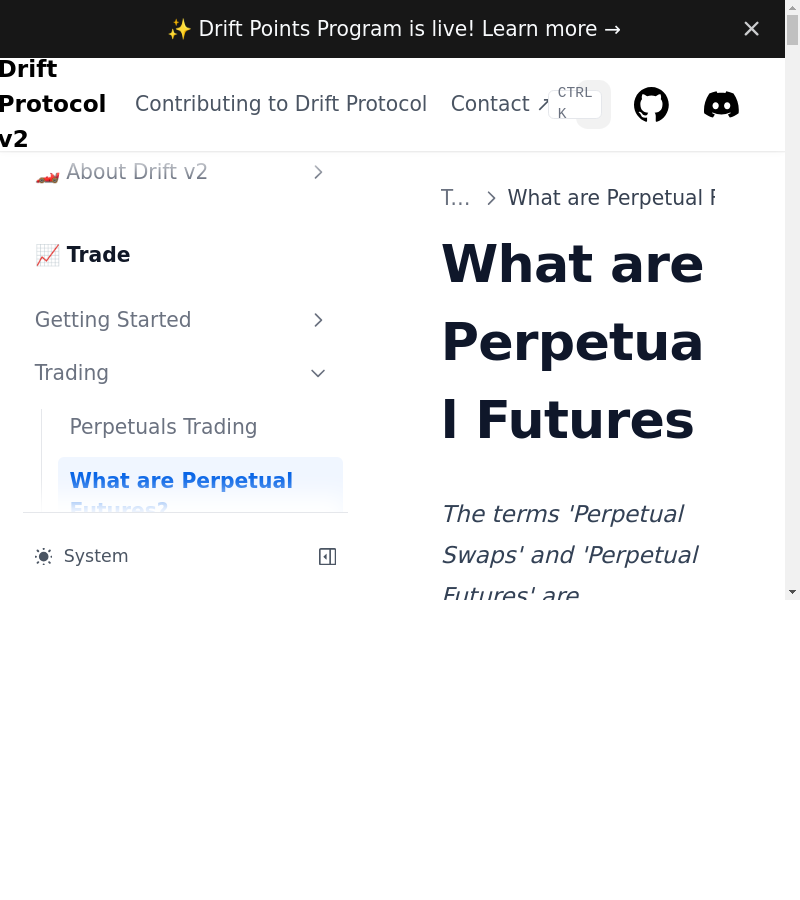 ✨ Drift Points Program is live! Learn more →
Drift
Protocol
v2
Contributing to Drift Protocol
Contact ↗
CTRL
K
🏎️ About Drift v2
📈 Trade
Getting Started
Trading
Perpetuals Trading
What are Perpetual
Futures?
System
T…
What are Perpetual
What are
Perpetua
l Futures
The terms 'Perpetual
Swaps' and 'Perpetual
Futures' are